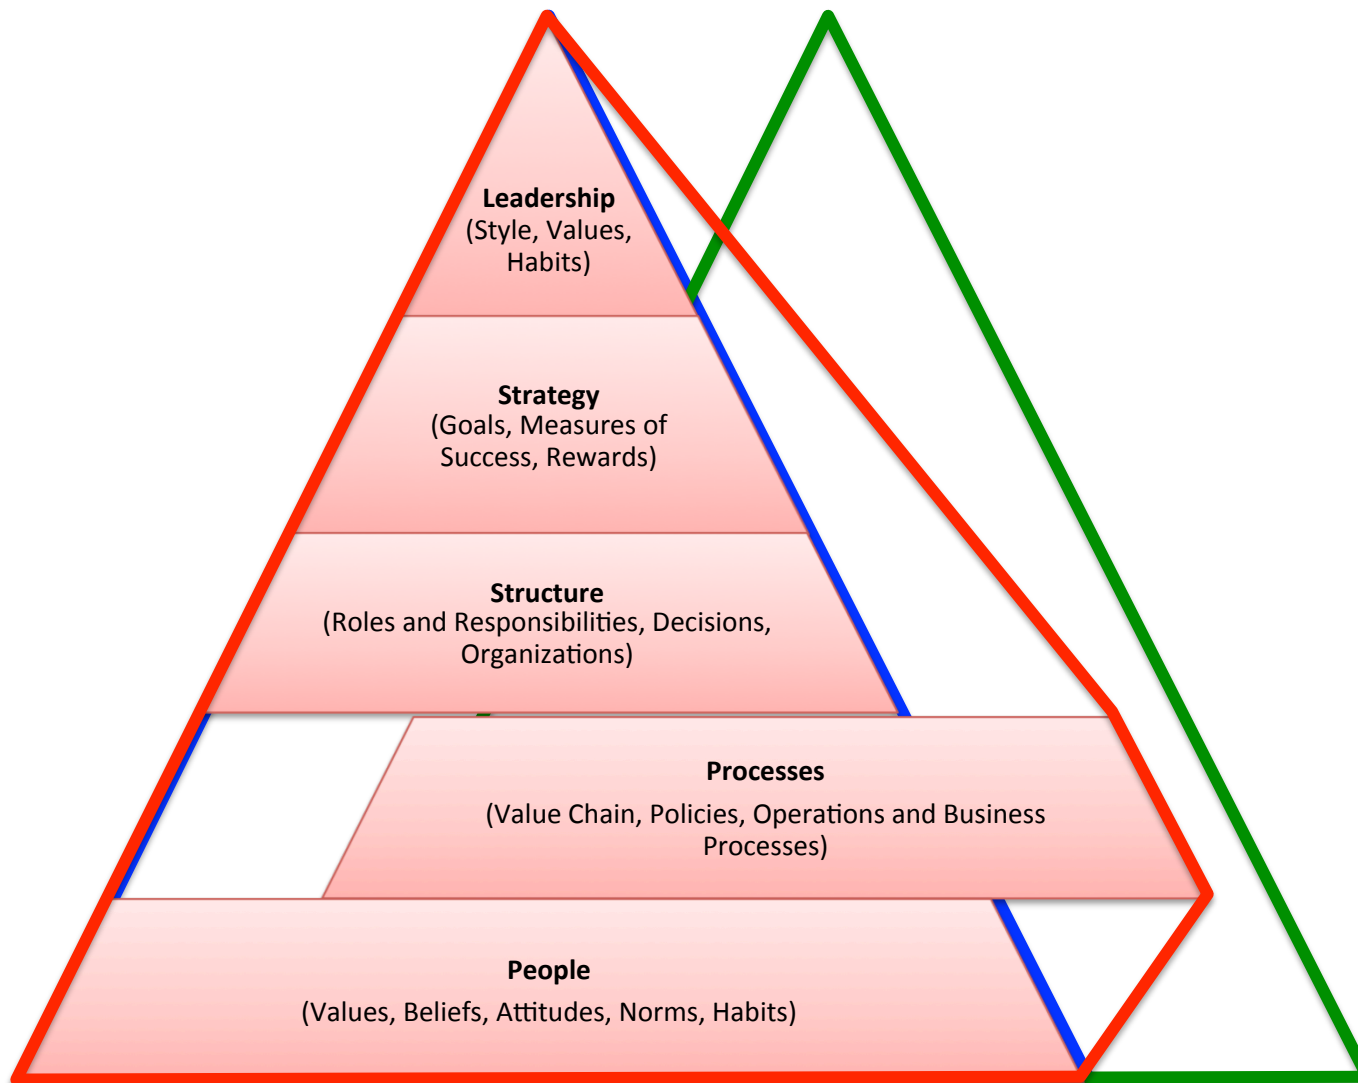 Leadership
(Style, Values,
Habits)
Strategy
(Goals, Measures of
Success, Rewards)
Structure
(Roles and Responsibilities, Decisions,
Organizations)
Processes
(Value Chain, Policies, Operations and Business
Processes)
People
(Values, Beliefs, Attitudes, Norms, Habits)